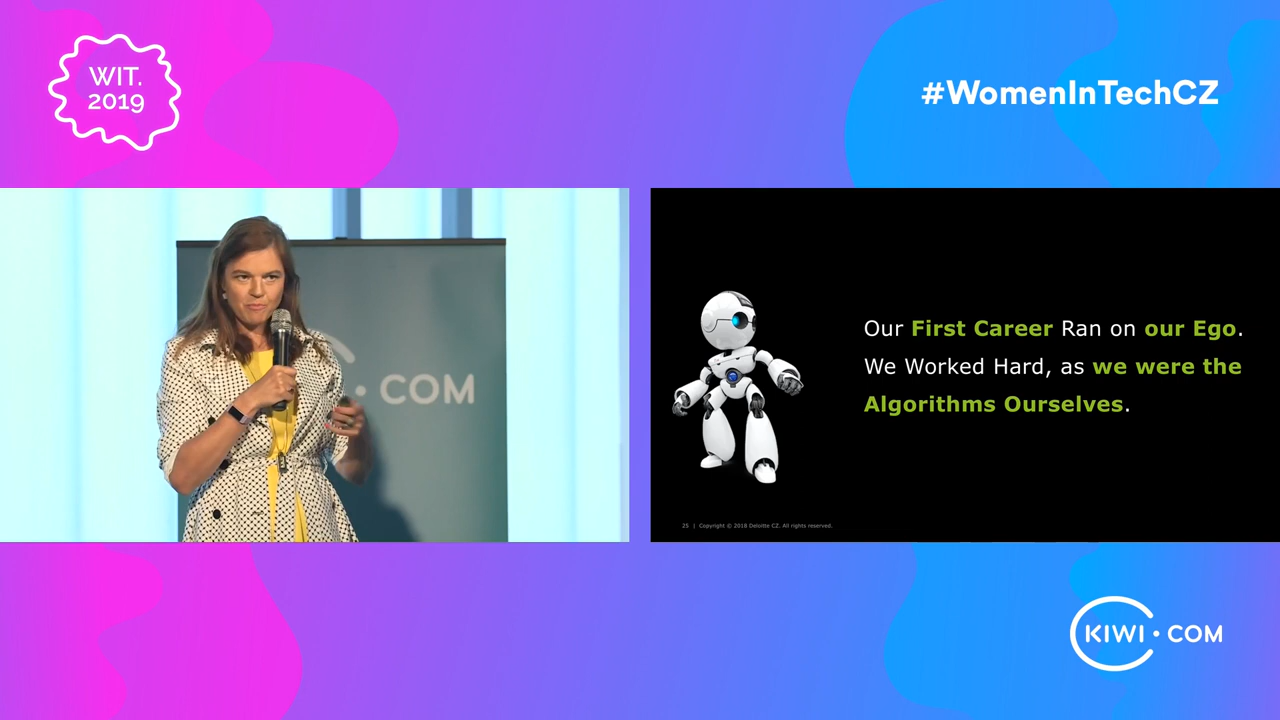 WIT.
2019
#WomenInTechCZ
.COM
Our First Career Ran on our Ego.
We Worked Hard, as we were the
Algorithms Ourselves.
25 | Copyright © 2018 Deloitte CZ. All rights reserved.
KIWI.COM